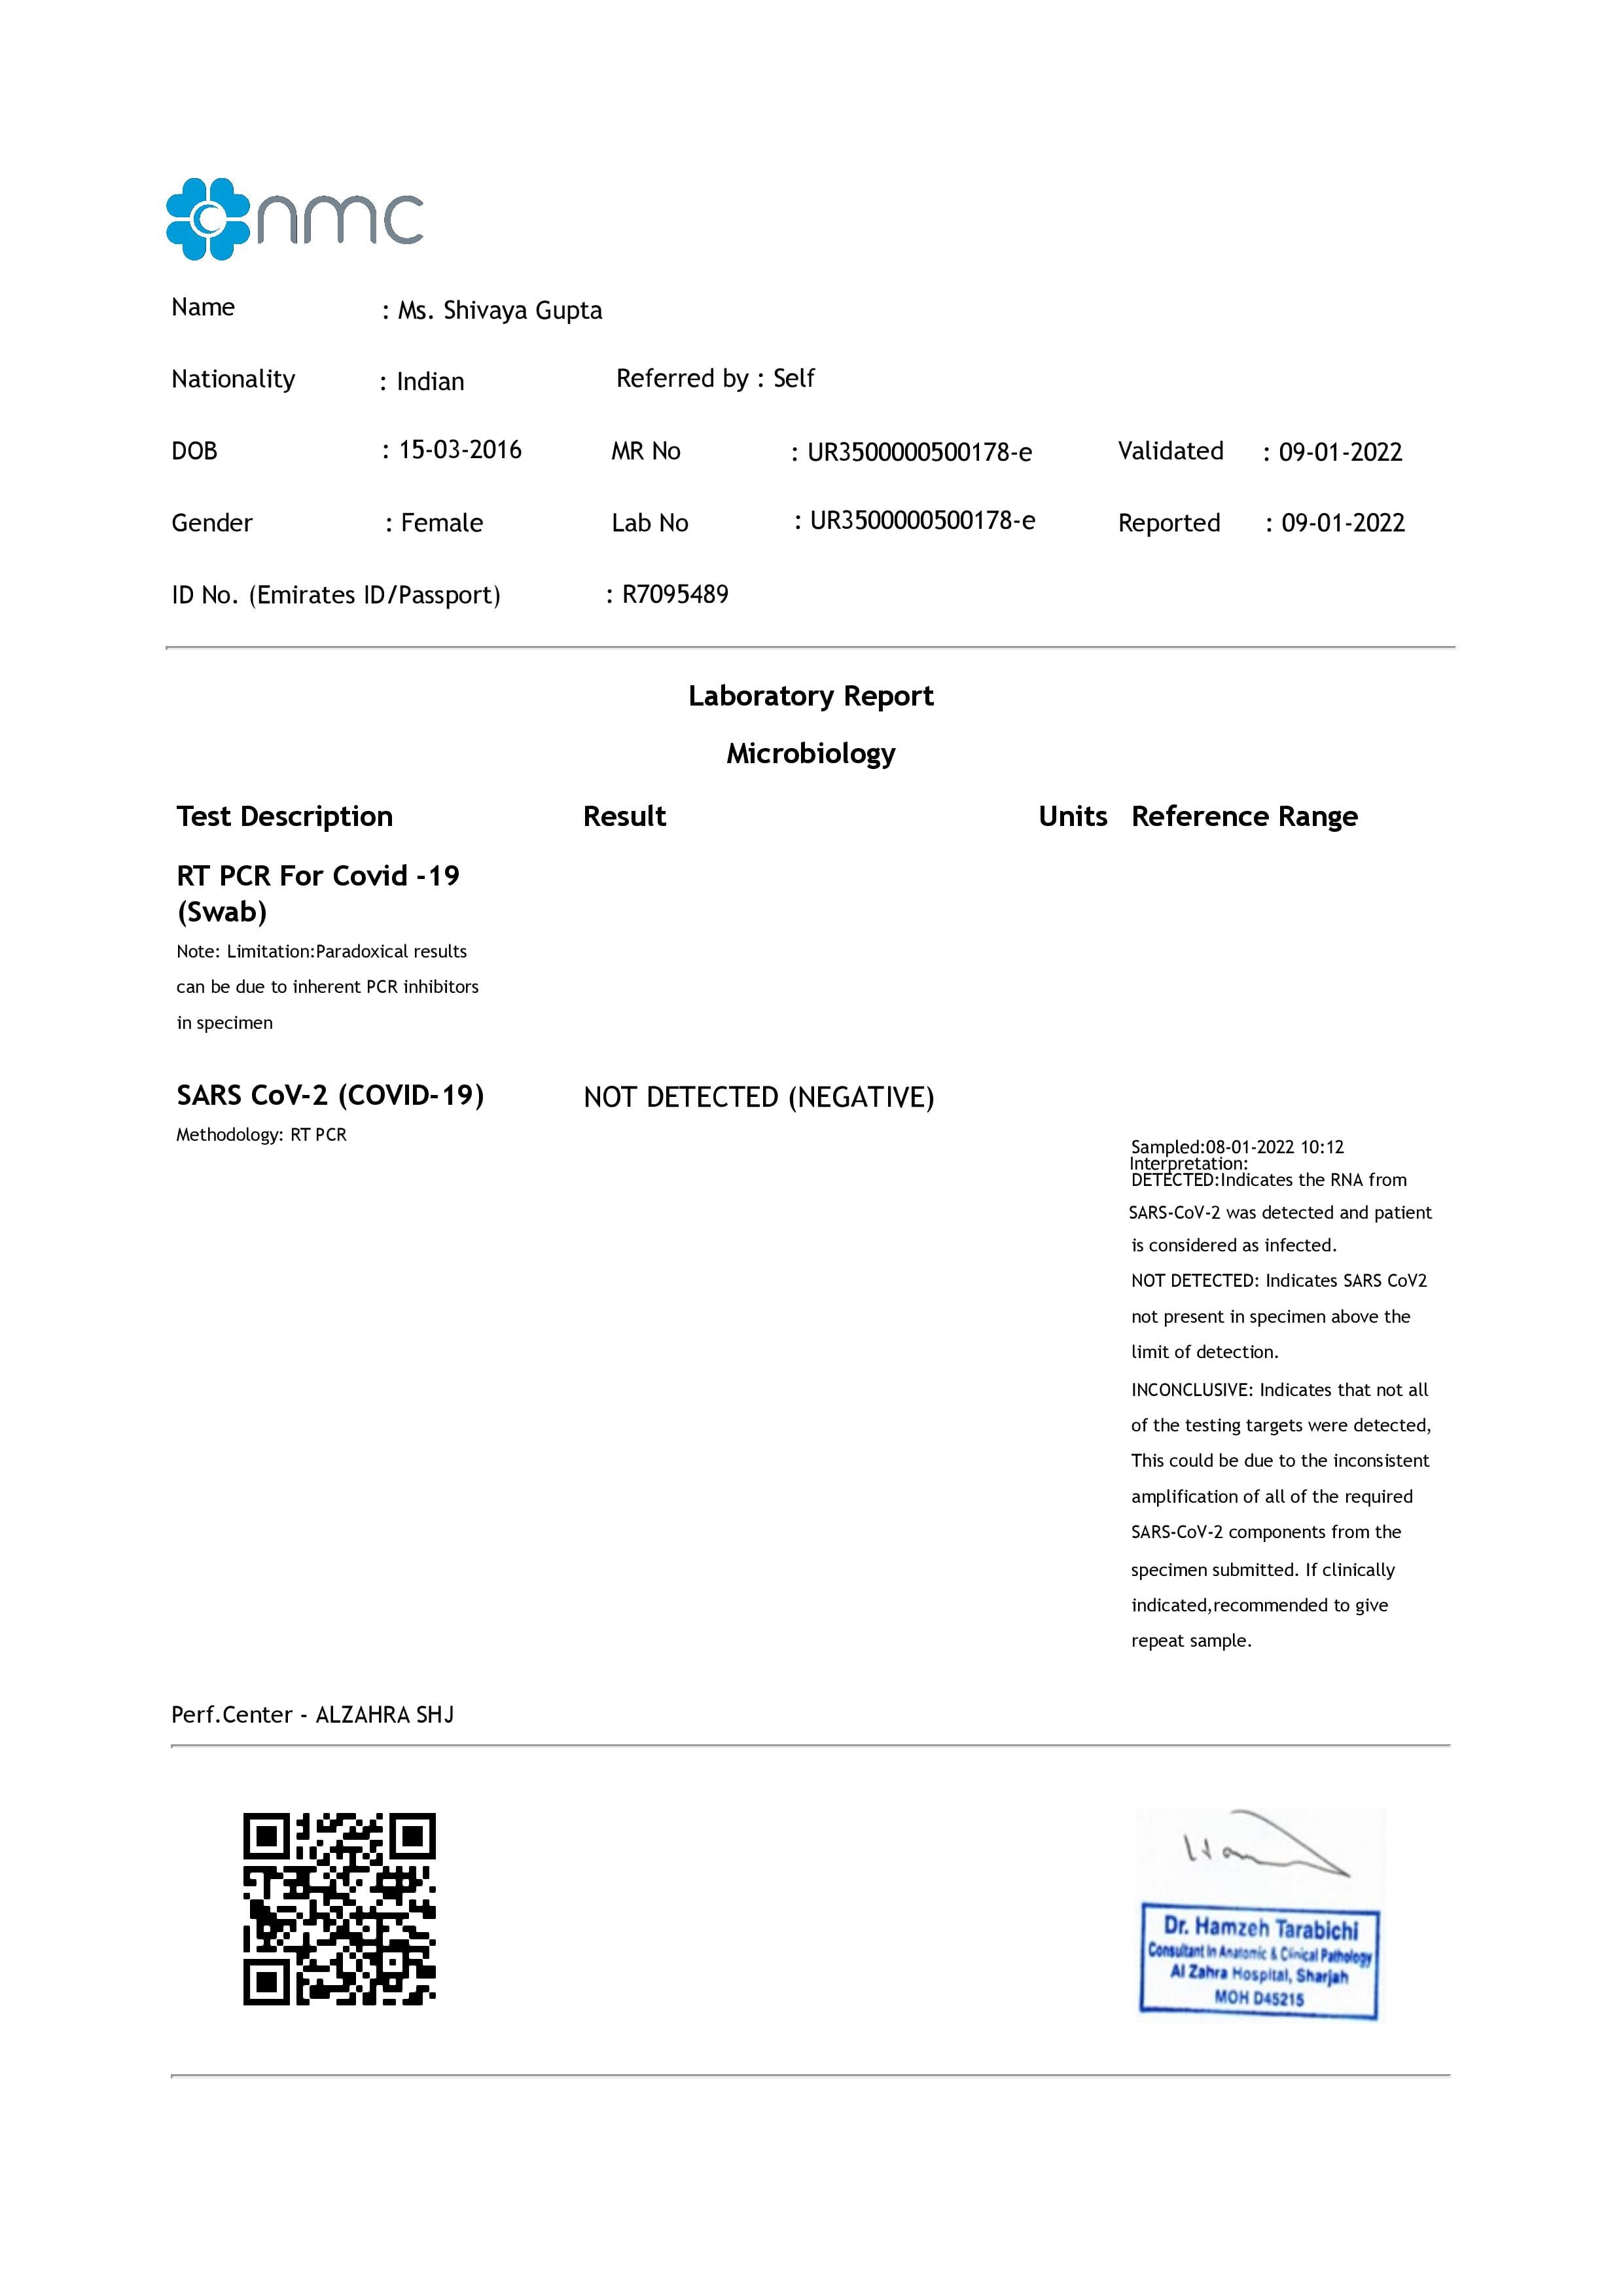 nmc
Name : Ms. Shivaya Gupta
Nationality : Indian Referred by : Self
DOB : 15-03-2016 MR No : UR3500000500178-e Validated : 09-01-2022
Gender : Female Lab No : UR3500000500178-e Reported : 09-01-2022
ID No. (Emirates ID/Passport) : R7095489
Laboratory Report
Microbiology
Test Description Result Units Reference Range
RT PCR For Covid -19
(Swab)
Note: Limitation:Paradoxical results
can be due to inherent PCR inhibitors
in specimen
SARS CoV-2 (COVID-19) NOT DETECTED (NEGATIVE)
Methodology: RT PCR
Sampled:08-01-2022 10:12
Interpretation:
DETECTED:Indicates the RNA from
SARS-CoV-2 was detected and patient
is considered as infected.
NOT DETECTED: Indicates SARS CoV2
not present in specimen above the
limit of detection.
INCONCLUSIVE: Indicates that not all
of the testing targets were detected,
This could be due to the inconsistent
amplification of all of the required
SARS-CoV-2 components from the
specimen submitted. If clinically
indicated,recommended to give
repeat sample.
Perf.Center - ALZAHRA SHJ
Dr. Hamzeh Tarabichi
Consultant In Anatomic & Clinical Pathology
Al Zahra Hospital, Sharjah
MOH D45215